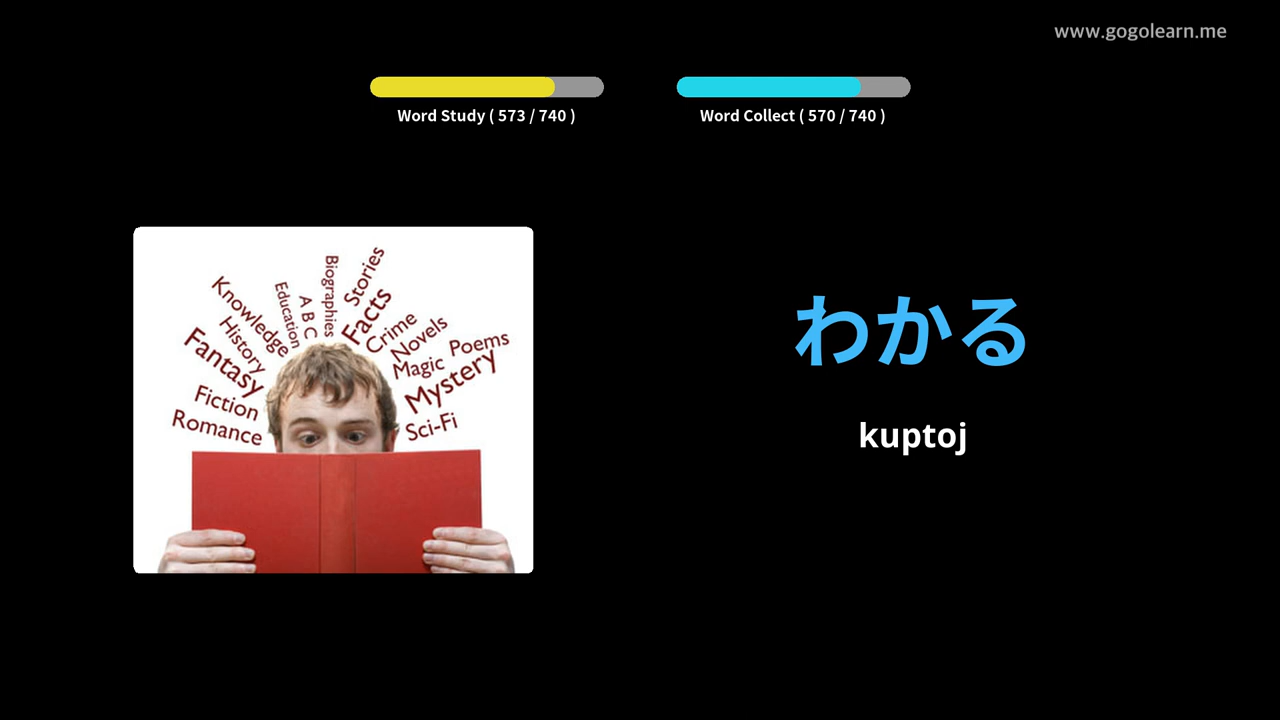 www.gogolearn.me
Word Study ( 573 / 740 )
Word Collect ( 570 / 740 )
Biographies
Stories
Education
A B C
Facts
Knowledge
Crime
History
Novels
Fantasy
Magic
Poems
Mystery
Fiction
Romance
Sci-Fi
わかる
kuptoj